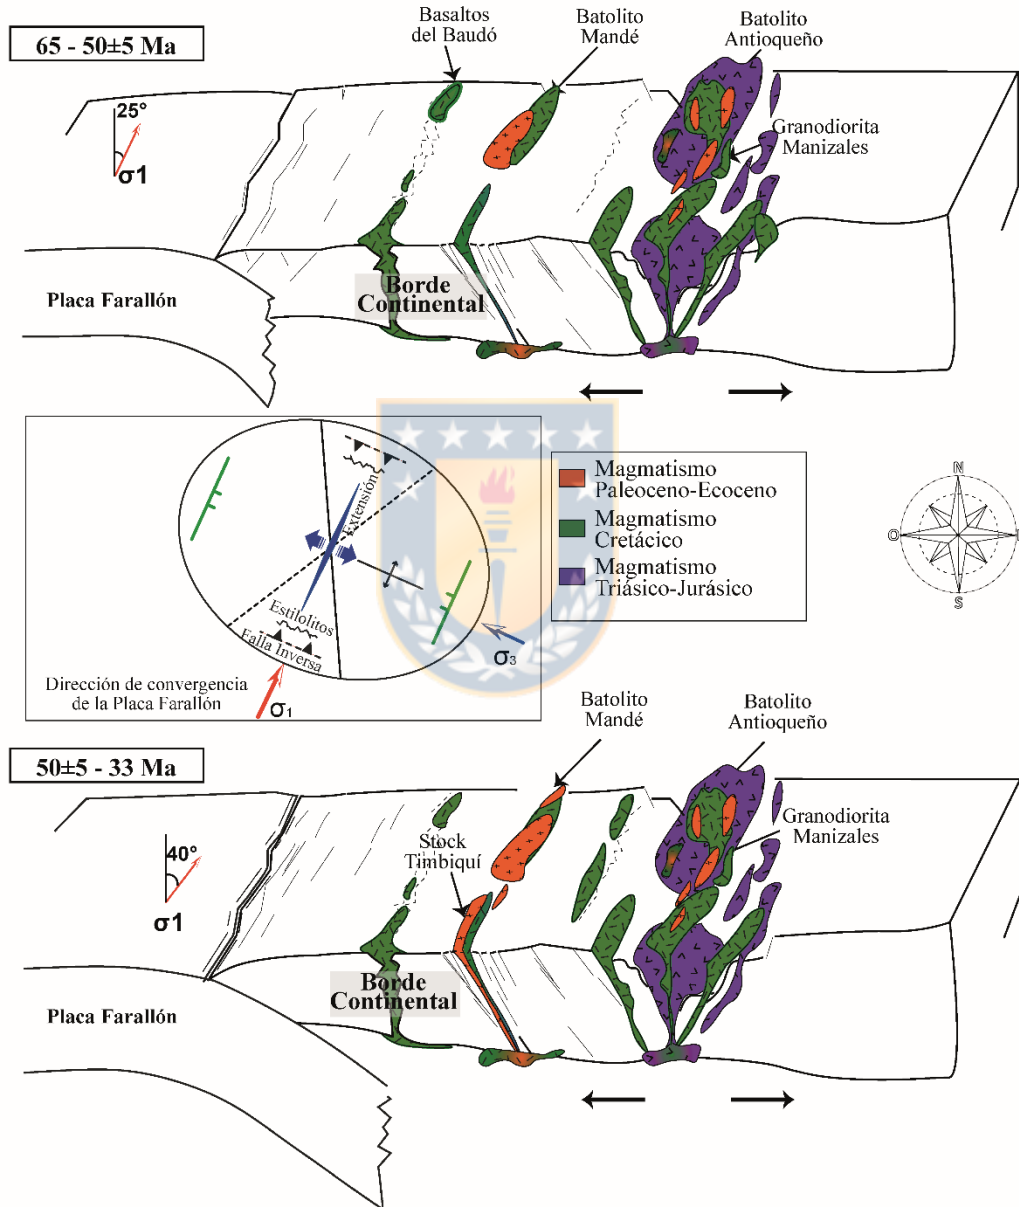 65 - 50±5 Ma
Basaltos
del Baudó
Batolito
Mandé
Batolito
Antioqueño
25°
σ1
Granodiorita
Manizales
Placa Farallón
Borde
Continental
Extensión
Estilolitos
Falla Inversa
σ3
Dirección de convergencia
de la Placa Farallón
σ1
Magmatismo
Paleoceno-Ecoceno
Magmatismo
Cretácico
Magmatismo
Triásico-Jurásico
N
O
S
50±5 - 33 Ma
Batolito
Mandé
Batolito
Antioqueño
40°
σ1
Stock
Timbiquí
Granodiorita
Manizales
Borde
Continental
Placa Farallón